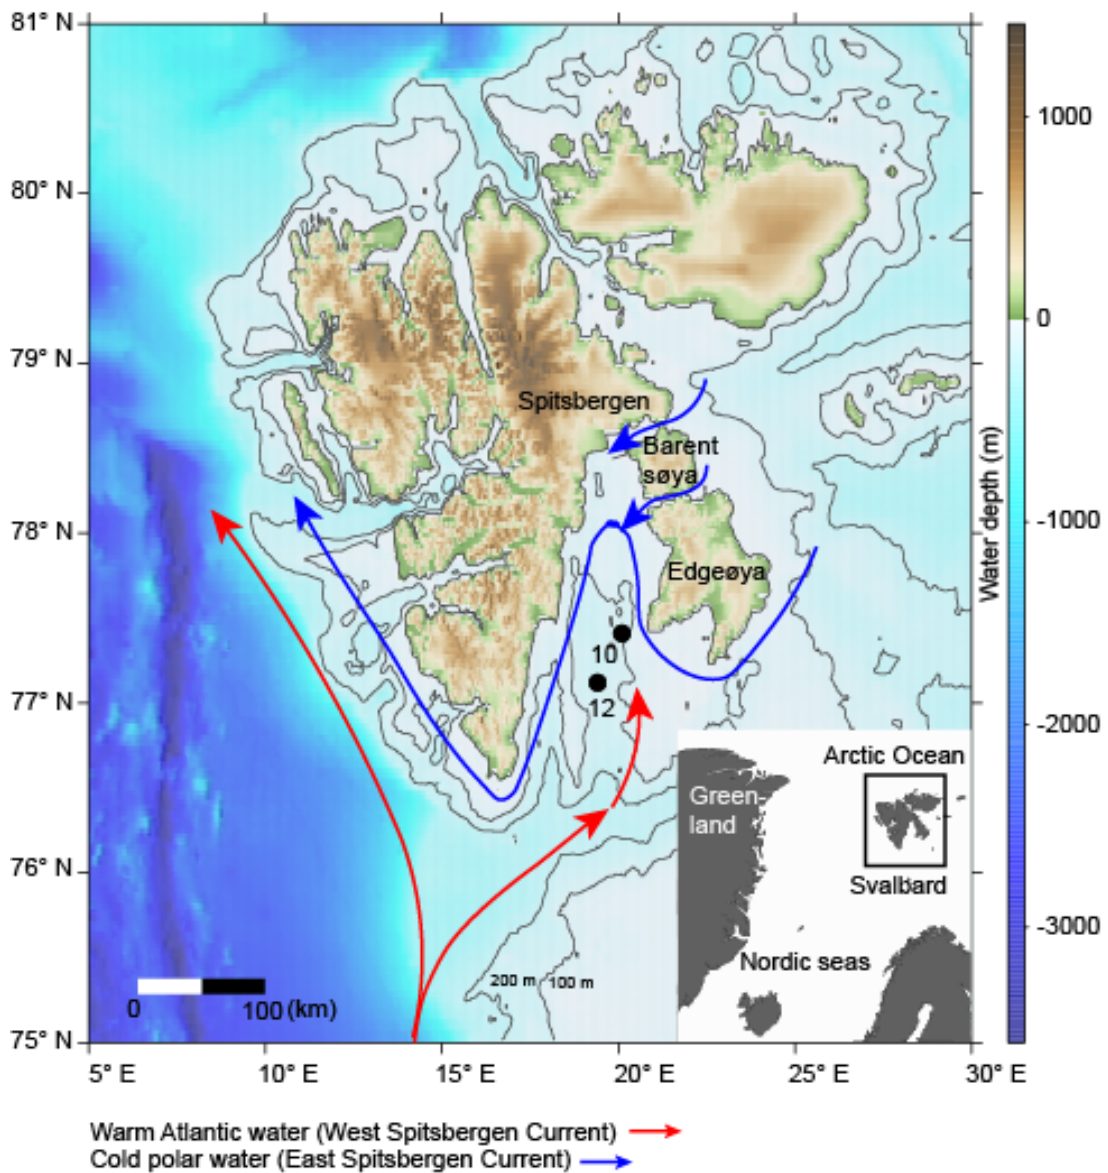 81° N
80° N
79° N
78° N
77° N
76° N
75° N
5° E
10° E
15° E
20° E
25° E
30° E
Spitsbergen
Barent
søya
Edgeøya
10
12
200 m
100 m
0
100 (km)
Green-
land
Arctic Ocean
Svalbard
Nordic seas
1000
0
-1000
-2000
-3000
Water depth (m)
Warm Atlantic water (West Spitsbergen Current)
Cold polar water (East Spitsbergen Current)